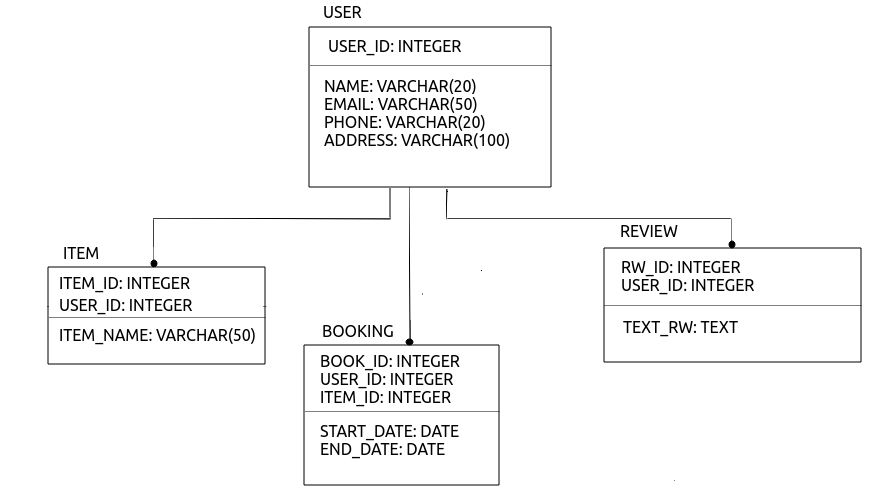 USER
USER_ID: INTEGER
NAME: VARCHAR(20)
EMAIL: VARCHAR(50)
PHONE: VARCHAR(20)
ADDRESS: VARCHAR(100)
ITEM
ITEM_ID: INTEGER
USER_ID: INTEGER
ITEM_NAME: VARCHAR(50)
BOOKING
BOOK_ID: INTEGER
USER_ID: INTEGER
ITEM_ID: INTEGER
START_DATE: DATE
END_DATE: DATE
REVIEW
RW_ID: INTEGER
USER_ID: INTEGER
TEXT_RW: TEXT